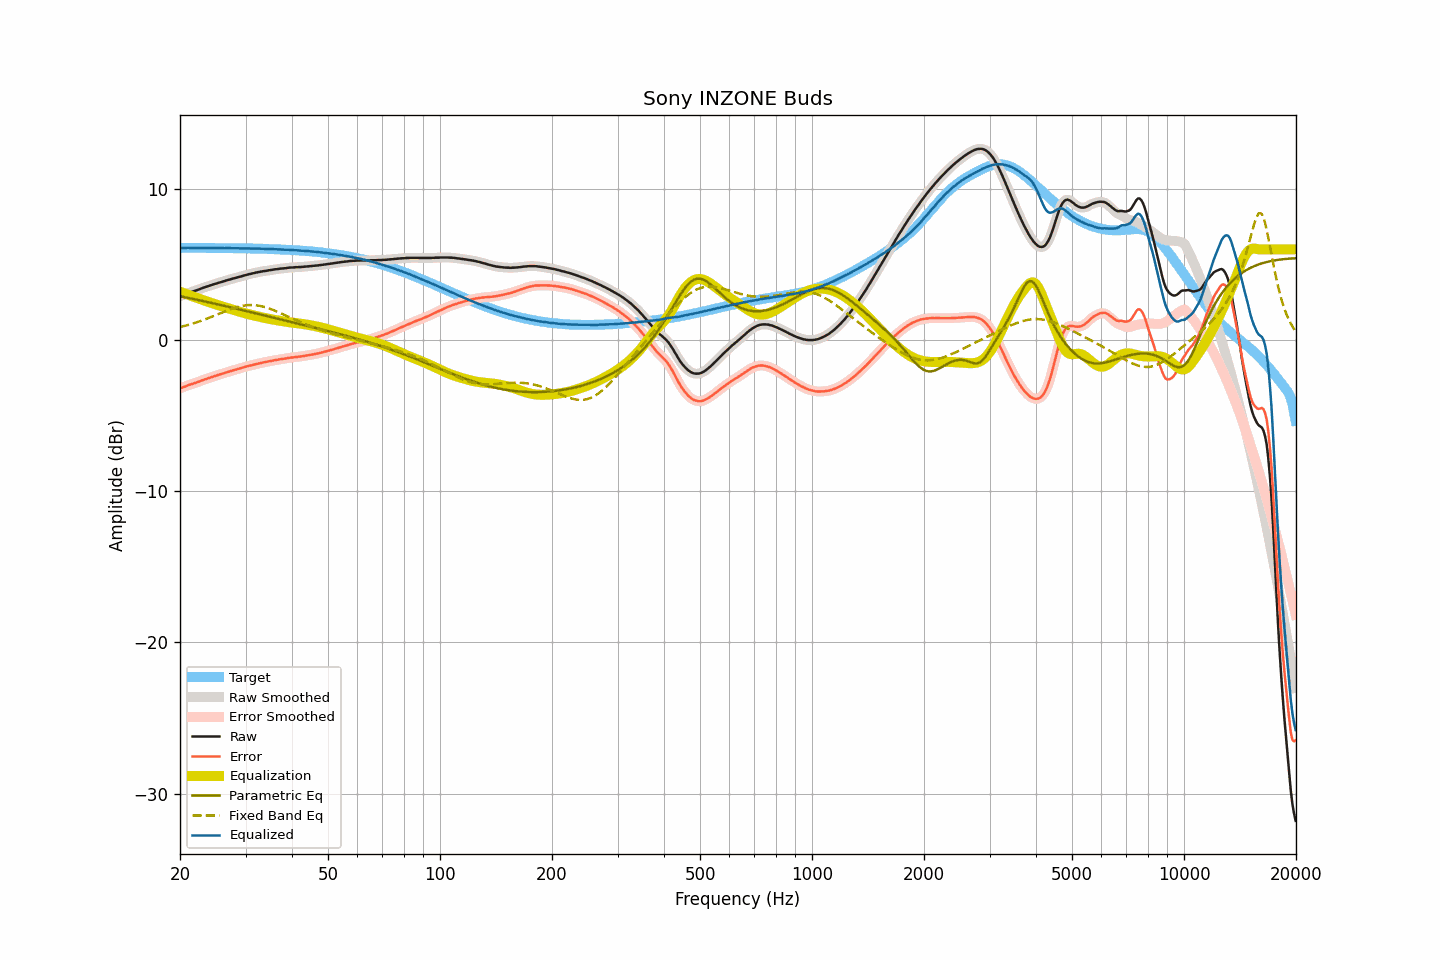 Sony INZONE Buds
Amplitude (dBr)
10
0
−10
−20
−30
Target
Raw Smoothed
Error Smoothed
Raw
Error
Equalization
Parametric Eq
Fixed Band Eq
Equalized
20 50 100 200 500 1000 2000 5000 10000 20000
Frequency (Hz)